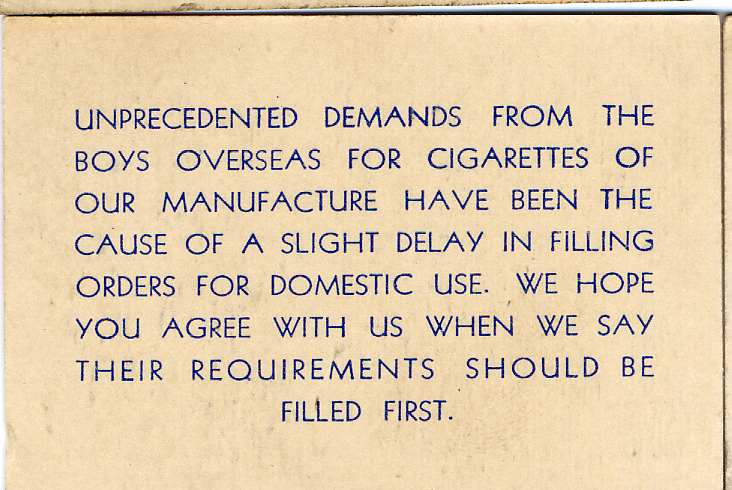 UNPRECEDENTED DEMANDS FROM THE
BOYS OVERSEAS FOR CIGARETTES OF
OUR MANUFACTURE HAVE BEEN THE
CAUSE OF A SLIGHT DELAY IN FILLING
ORDERS FOR DOMESTIC USE. WE HOPE
YOU AGREE WITH US WHEN WE SAY
THEIR REQUIREMENTS SHOULD BE
FILLED FIRST.